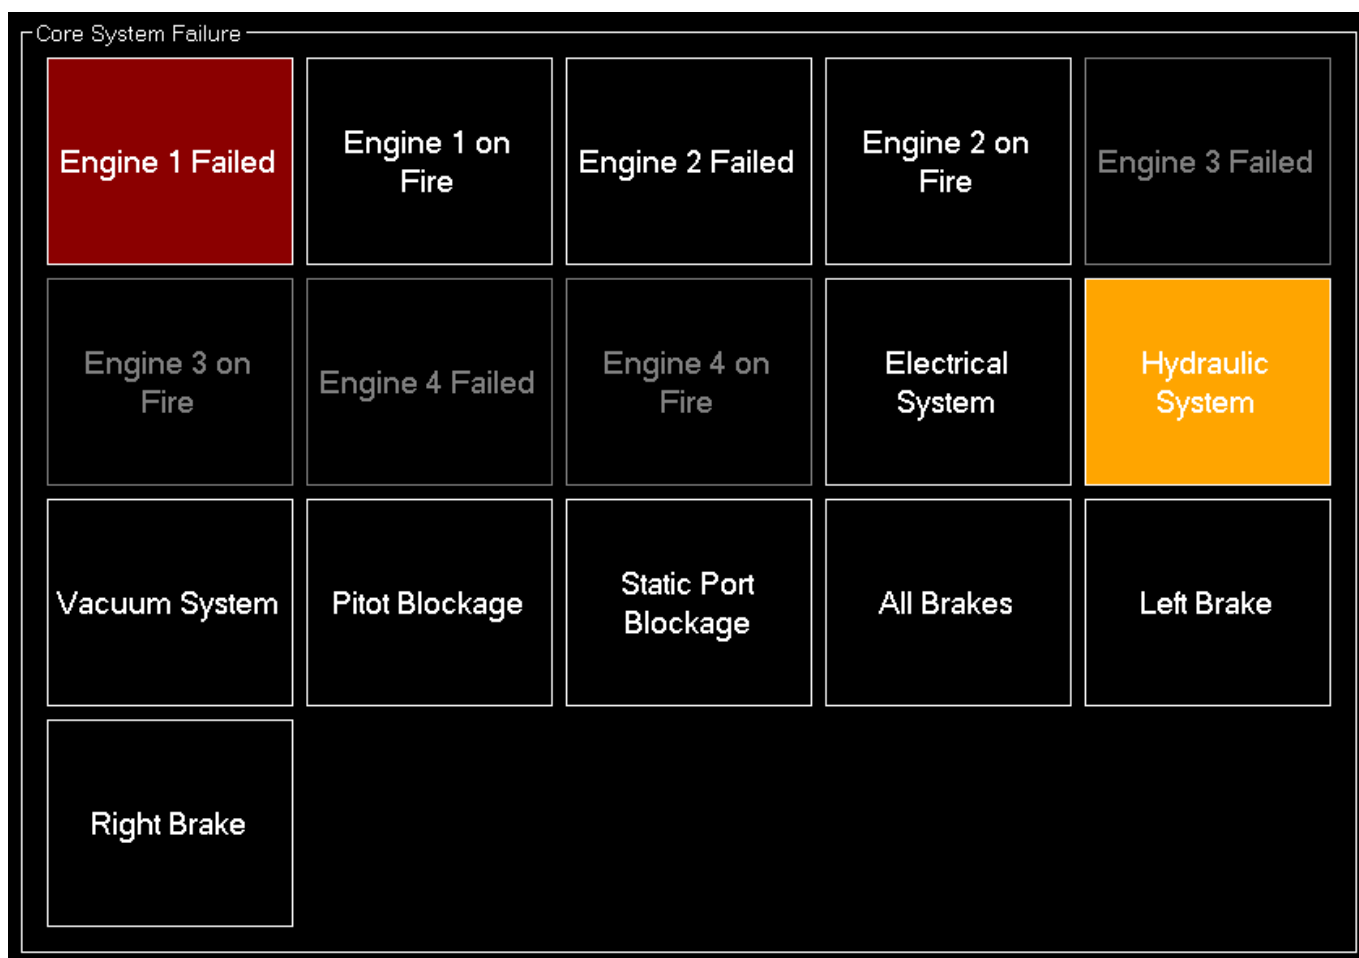 Core System Failure
Engine 1 Failed
Engine 1 on
Fire
Engine 2 Failed
Engine 2 on
Fire
Engine 3 Failed
Engine 3 on
Fire
Engine 4 Failed
Engine 4 on
Fire
Electrical
System
Hydraulic
System
Vacuum System
Pitot Blockage
Static Port
Blockage
All Brakes
Left Brake
Right Brake